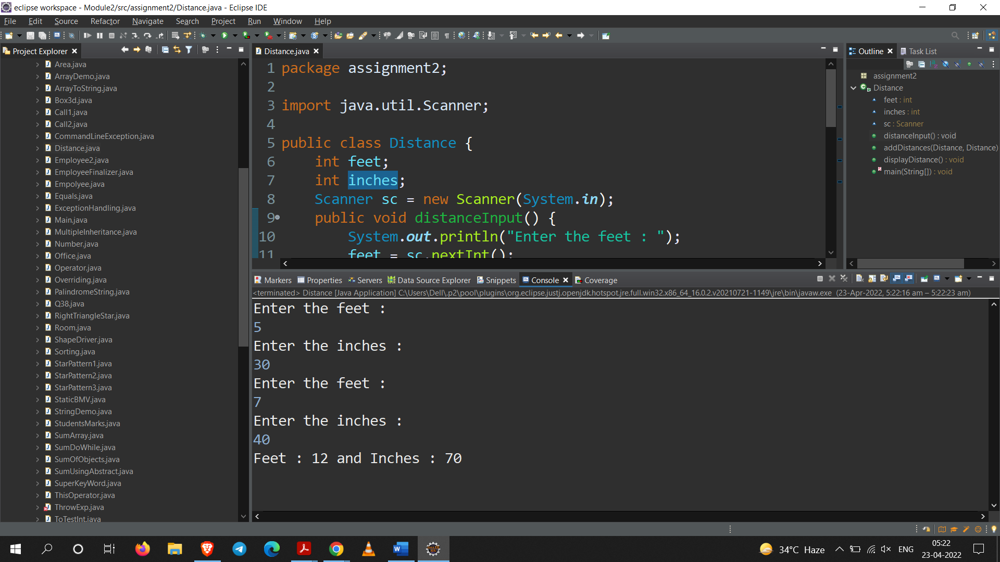 eclipse workspace - Module2/src/assignment2/Distance.java - Eclipse IDE
File Edit Source Refactor Navigate Search Project Run Window Help
Project Explorer
Area.java
ArrayDemo.java
ArrayToString.java
Box3d.java
Call1.java
Call2.java
CommandLineException.java
Distance.java
Employee2.java
EmployeeFinalizer.java
Empolyee.java
Equals.java
ExceptionHandling.java
Main.java
MultipleInheritance.java
Number.java
Office.java
Operator.java
Overriding.java
PalindromeString.java
Q38.java
RightTriangleStar.java
Room.java
ShapeDriver.java
Sorting.java
StarPattern1.java
StarPattern2.java
StarPattern3.java
StaticBMV.java
StringDemo.java
StudentsMarks.java
SumArray.java
SumDoWhile.java
SumOfObjects.java
SumUsingAbstract.java
SuperKeyWord.java
ThisOperator.java
ThrowExp.java
ToTestInt.java
Distance.java
1 package assignment2;
2
3 import java.util.Scanner;
4
5 public class Distance {
6 int feet;
7 int inches;
8 Scanner sc = new Scanner(System.in);
9 public void distanceInput() {
10 System.out.println("Enter the feet : ");
11 feet = sc.nextInt();
Outline Task List
assignment2
Distance
feet : int
inches : int
sc : Scanner
distanceInput() : void
addDistances(Distance, Distance)
displayDistance() : void
main(String[]) : void
Markers Properties Servers Data Source Explorer Snippets Console Coverage
<terminated> Distance [Java Application] C:\Users\Dell\.p2\pool\plugins\org.eclipse.justj.openjdk.hotspot.jre.full.win32.x86_64_16.0.2.v20210721-1149\jre\bin\javaw.exe (23-Apr-2022, 5:22:16 am – 5:22:23 am)
Enter the feet :
5
Enter the inches :
30
Enter the feet :
7
Enter the inches :
40
Feet : 12 and Inches : 70
34°C Haze
ENG
05:22
23-04-2022